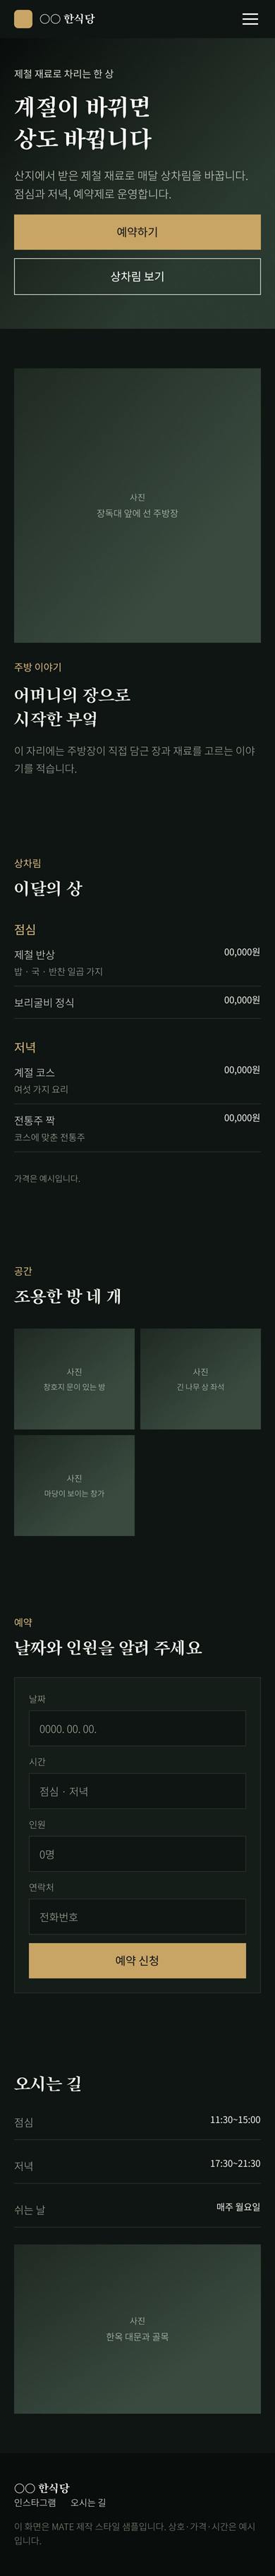 ○○ 한식당
제철 재료로 차리는 한 상
계절이 바뀌면
상도 바뀝니다
산지에서 받은 제철 재료로 매달 상차림을 바꿉니다.
점심과 저녁, 예약제로 운영합니다.
예약하기
상차림 보기
사진
장독대 앞에 선 주방장
주방 이야기
어머니의 장으로
시작한 부엌
이 자리에는 주방장이 직접 담근 장과 재료를 고르는 이야
기를 적습니다.
상차림
이달의 상
점심
제철 반상 00,000원
밥 · 국 · 반찬 일곱 가지
보리굴비 정식 00,000원
저녁
계절 코스 00,000원
여섯 가지 요리
전통주 짝 00,000원
코스에 맞춘 전통주
가격은 예시입니다.
공간
조용한 방 네 개
사진
장호지 문이 있는 방
사진
긴 나무 상 좌석
사진
마당이 보이는 창가
예약
날짜와 인원을 알려 주세요
날짜
0000. 00. 00.
시간
점심 · 저녁
인원
0명
연락처
전화번호
예약 신청
오시는 길
점심 11:30~15:00
저녁 17:30~21:30
쉬는 날 매주 월요일
사진
한옥 대문과 골목
○○ 한식당
인스타그램 오시는 길
이 화면은 MATE 제작 스타일 샘플입니다. 상호·가격·시간은 예시
입니다.